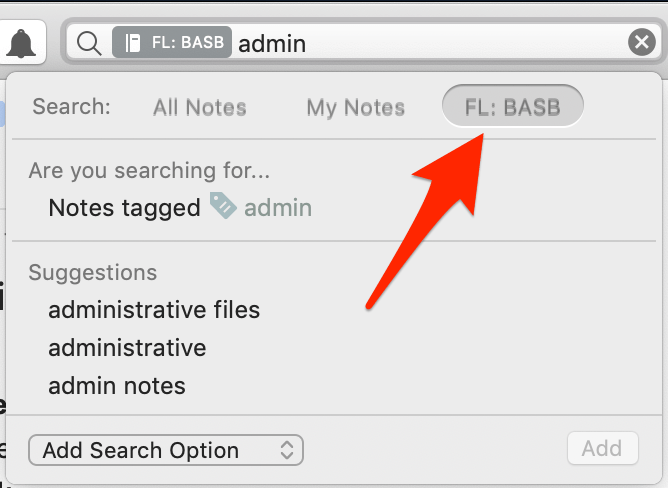 FL: BASB admin
Search: All Notes My Notes FL: BASB
Are you searching for...
Notes tagged admin
Suggestions
administrative files
administrative
admin notes
Add Search Option Add